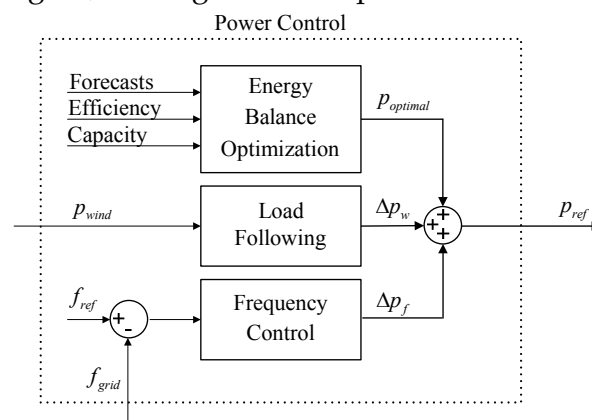 Power Control
Forecasts
Efficiency
Capacity
Energy
Balance
Optimization
p_optimal
p_wind
Load
Following
Δp_w
+
+
+
p_ref
f_ref
+
-
Frequency
Control
Δp_f
f_grid